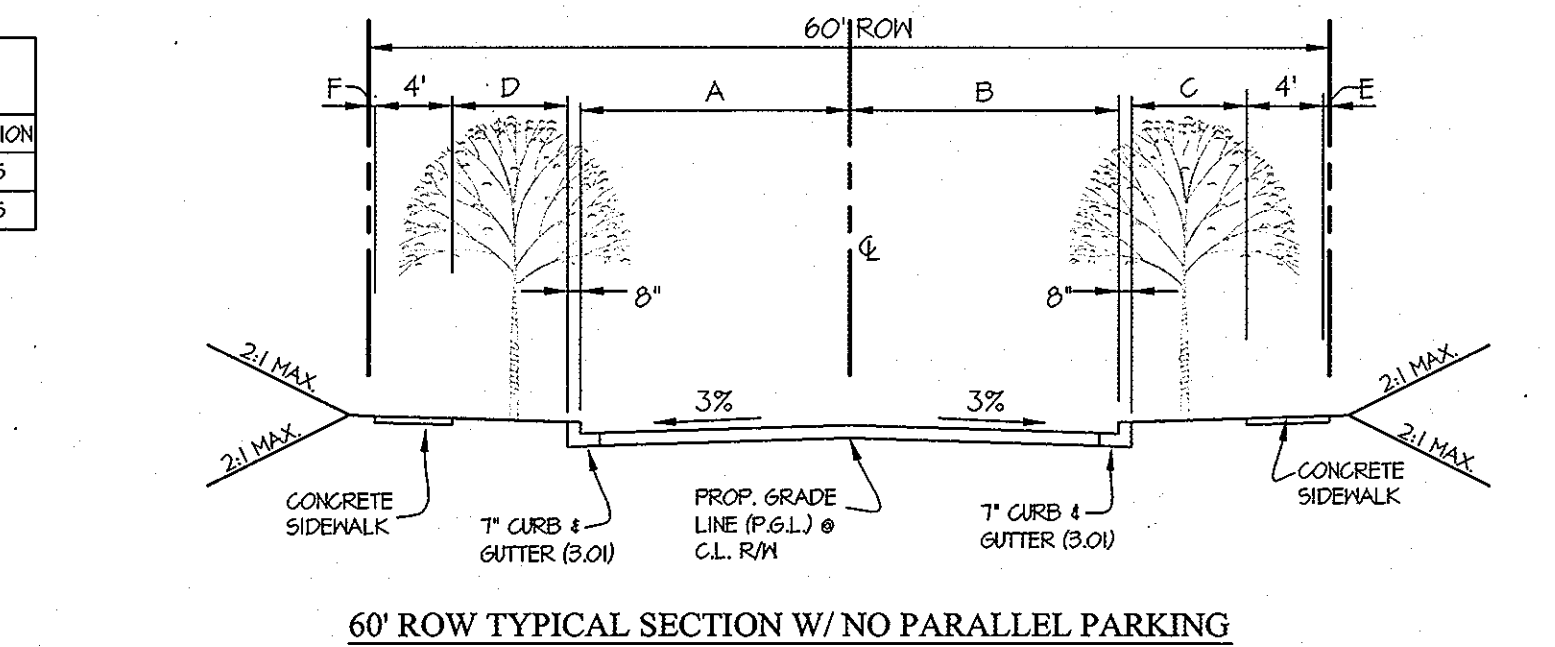 60' ROW
F 4' D A B C 4' E
ION
℄
8" 8"
2:1 MAX. 2:1 MAX.
3% 3%
2:1 MAX. 2:1 MAX.
CONCRETE
SIDEWALK
7" CURB &
GUTTER (3.01)
PROP. GRADE
LINE (P.G.L.) @
C.L. R/W
7" CURB &
GUTTER (3.01)
CONCRETE
SIDEWALK
60' ROW TYPICAL SECTION W/ NO PARALLEL PARKING